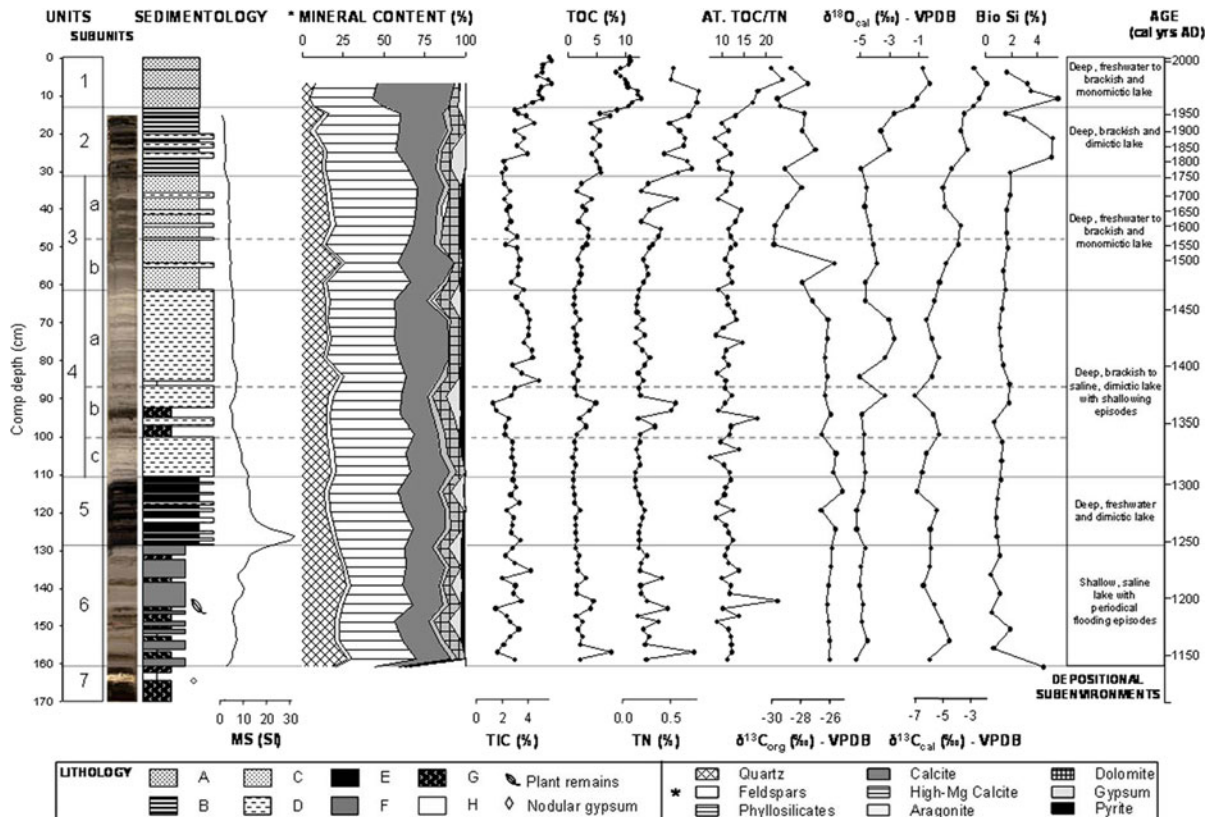 UNITS SEDIMENTOLOGY * MINERAL CONTENT (%) TOC (%) AT. TOC/TN δ18Ocal (‰) - VPDB Bio Si (%) AGE
SUBUNITS (cal yrs AD)
0 25 50 75 100 0 5 10 10 15 20 -5 -3 -1 0 5
Comp depth (cm)
0
10
20
30
40
50
60
70
80
90
100
110
120
130
140
150
160
170
1
2
3
a
b
4
a
b
c
5
6
7
Deep, freshwater to
brackish and
monomictic lake
Deep, brackish and
dimictic lake
Deep, freshwater to
brackish and
monomictic lake
Deep, brackish to
saline, dimictic lake
with shallowing
episodes
Deep, freshwater
and dimictic lake
Shallow, saline
lake with
periodical
flooding episodes
DEPOSITIONAL
SUBENVIRONMENTS
2000
1950
1900
1850
1800
1750
1700
1650
1600
1550
1500
1450
1400
1350
1300
1250
1200
1150
0 10 20 30 2 4 0.0 0.5 -30 -28 -26 -7 -5 -3
MS (SI) TIC (%) TN (%) δ13Corg (‰) - VPDB δ13Ccal (‰) - VPDB
LITHOLOGY
A C E G Plant remains
B D F H Nodular gypsum
* Quartz Calcite Dolomite
Feldspars High-Mg Calcite Gypsum
Phyllosilicates Aragonite Pyrite